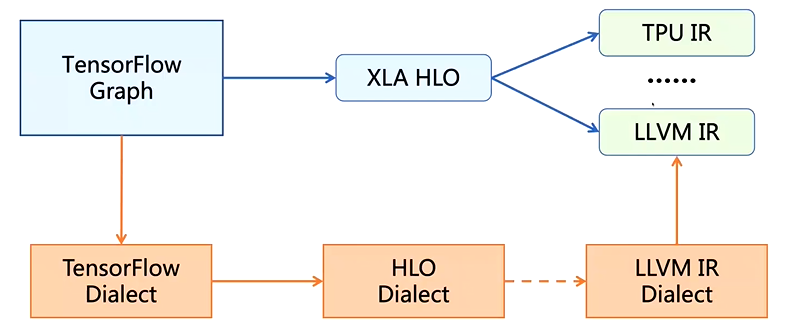 TensorFlow
Graph
XLA HLO
TPU IR
......
LLVM IR
TensorFlow
Dialect
HLO
Dialect
LLVM IR
Dialect